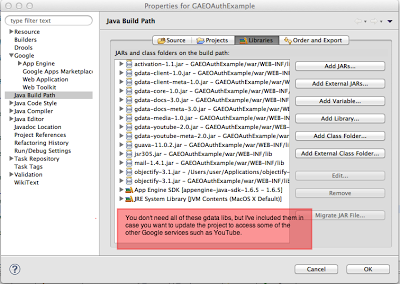 Properties for GAEOAuthExample
type filter text
Java Build Path
Resource
Builders
Drools
Google
App Engine
Google Apps Marketplace
Web Application
Web Toolkit
Java Build Path
Java Code Style
Java Compiler
Java Editor
Javadoc Location
Project References
Refactoring History
Run/Debug Settings
Task Repository
Task Tags
Validation
WikiText
Source
Projects
Libraries
Order and Export
JARs and class folders on the build path:
activation-1.1.jar - GAEOAuthExample/war/WEB-INF/lib
gdata-client-1.0.jar - GAEOAuthExample/war/WEB-INF/l
gdata-client-meta-1.0.jar - GAEOAuthExample/war/WEB
gdata-core-1.0.jar - GAEOAuthExample/war/WEB-INF/lib
gdata-docs-3.0.jar - GAEOAuthExample/war/WEB-INF/li
gdata-docs-meta-3.0.jar - GAEOAuthExample/war/WEB-
gdata-media-1.0.jar - GAEOAuthExample/war/WEB-INF/
gdata-youtube-2.0.jar - GAEOAuthExample/war/WEB-INF
gdata-youtube-meta-2.0.jar - GAEOAuthExample/war/W
guava-11.0.2.jar - GAEOAuthExample/war/WEB-INF/lib
jsr305.jar - GAEOAuthExample/war/WEB-INF/lib
mail-1.4.1.jar - GAEOAuthExample/war/WEB-INF/lib
objectify-3.1.jar - /Users/user/Applications/objectify-
objectify-3.1.jar - GAEOAuthExample/war/WEB-INF/lib
App Engine SDK [appengine-java-sdk-1.6.5 - 1.6.5]
JRE System Library [JVM Contents (MacOS X Default)]
Add JARs...
Add External JARs...
Add Variable...
Add Library...
Add Class Folder...
Add External Class Folder...
Edit...
Remove
Migrate JAR File...
You don't need all of these gdata libs, but I've included them in
case you want to update the project to access some of the
other Google services such as YouTube.
?
Cancel
OK